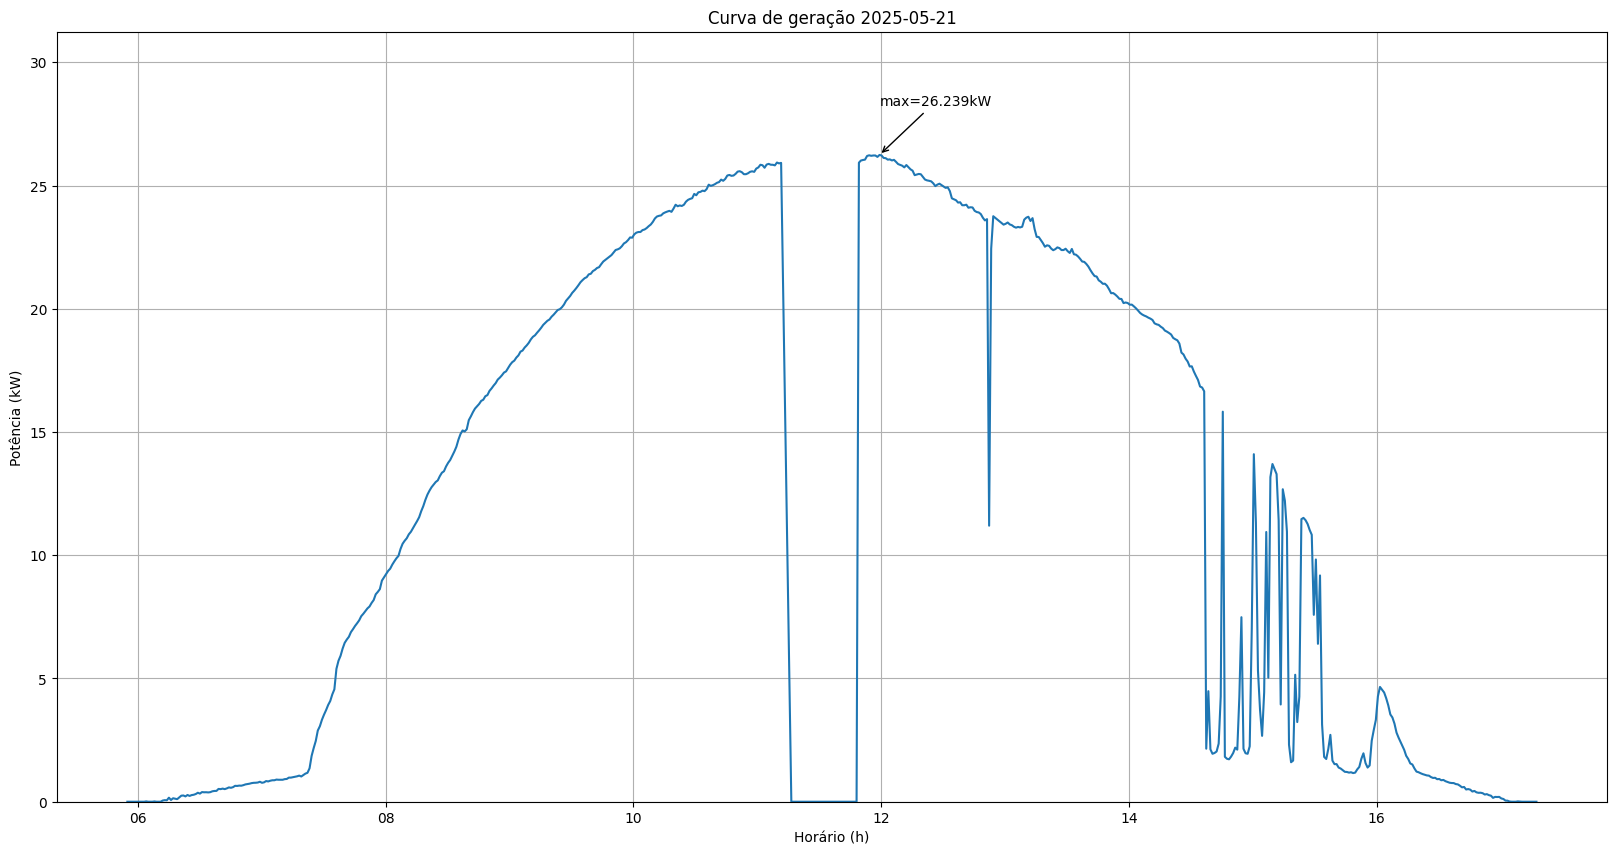 Curva de geração 2025-05-21
30
25
20
15
10
5
0
Potência (kW)
max=26.239kW
06 08 10 12 14 16
Horário (h)